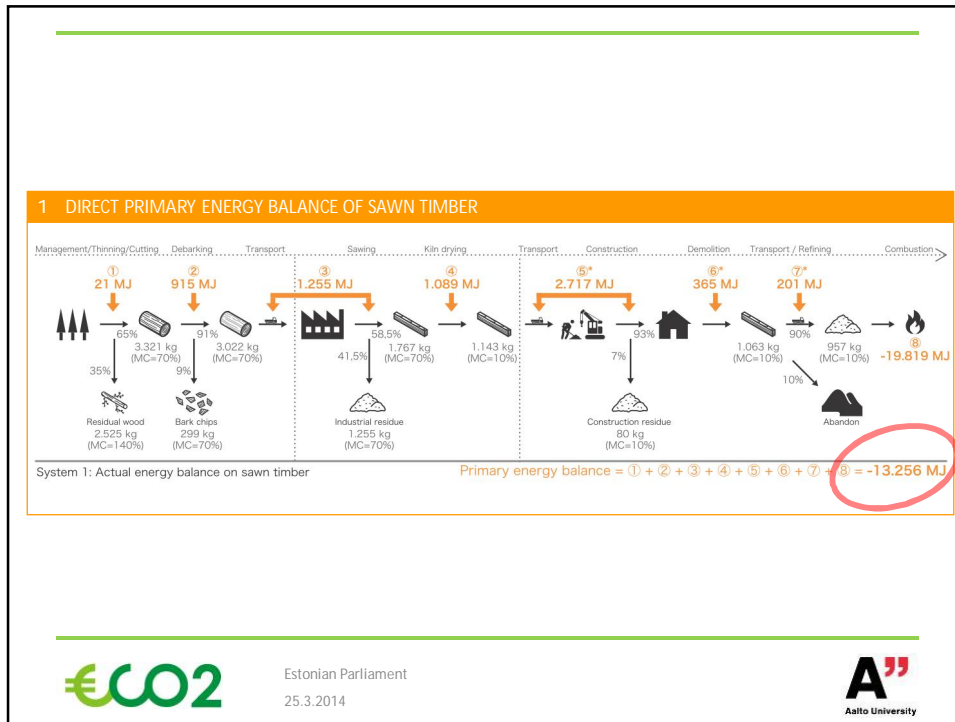 1 DIRECT PRIMARY ENERGY BALANCE OF SAWN TIMBER
Management/Thinning/Cutting Debarking Transport Sawing Kiln drying Transport Construction Demolition Transport / Refining Combustion
① ② ③ ④ ⑤* ⑥* ⑦*
21 MJ 915 MJ 1.255 MJ 1.089 MJ 2.717 MJ 365 MJ 201 MJ
65% 91% 58,5% 93% 90%
3.321 kg 3.022 kg 1.767 kg 1.143 kg 1.063 kg 957 kg
(MC=70%) (MC=70%) (MC=70%) (MC=10%) (MC=10%) (MC=10%)
⑧
-19.819 MJ
35% 9% 41,5% 7% 10%
Residual wood Bark chips Industrial residue Construction residue Abandon
2.525 kg 299 kg 1.255 kg 80 kg
(MC=140%) (MC=70%) (MC=70%) (MC=10%)
System 1: Actual energy balance on sawn timber Primary energy balance = ① + ② + ③ + ④ + ⑤ + ⑥ + ⑦ + ⑧ = -13.256 MJ
€CO2
Estonian Parliament
25.3.2014
A"
Aalto University